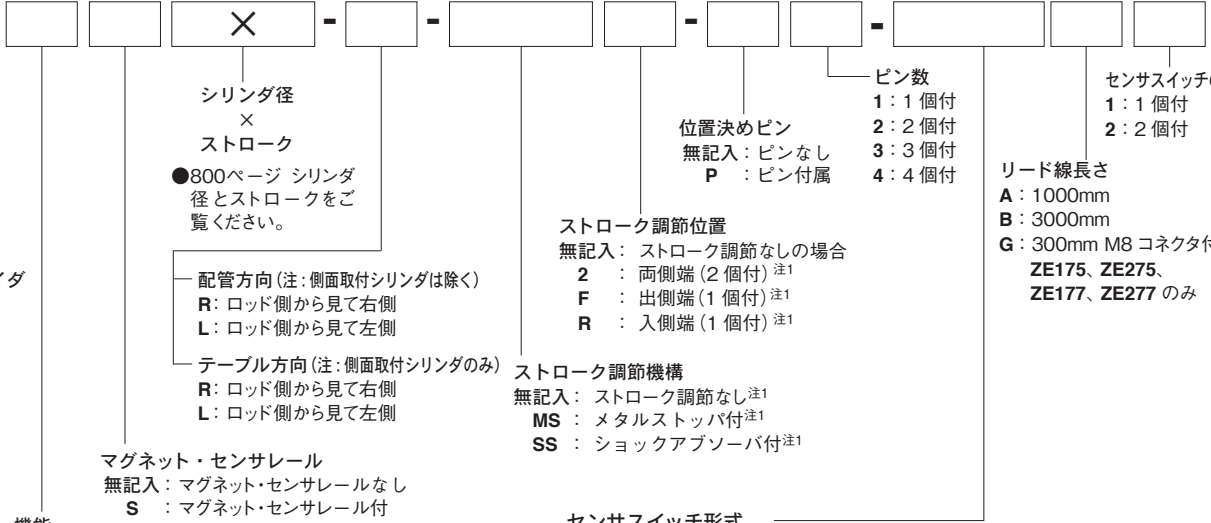 × - - - -
シリンダ径
×
ストローク
●800ページ シリンダ
径とストロークをご
覧ください。
配管方向(注:側面取付シリンダは除く)
R:ロッド側から見て右側
L:ロッド側から見て左側
テーブル方向(注:側面取付シリンダのみ)
R:ロッド側から見て右側
L:ロッド側から見て左側
マグネット・センサレール
無記入:マグネット・センサレールなし
S :マグネット・センサレール付
ストローク調節機構
無記入: ストローク調節なし注1
MS : メタルストッパ付注1
SS : ショックアブソーバ付注1
ストローク調節位置
無記入: ストローク調節なしの場合
2 : 両側端(2個付)注1
F : 出側端(1個付)注1
R : 入側端(1個付)注1
位置決めピン
無記入:ピンなし
P :ピン付属
ピン数
1:1個付
2:2個付
3:3個付
4:4個付
センサスイッチ形式
リード線長さ
A:1000mm
B:3000mm
G:300mm M8コネクタ付
ZE175、ZE275、
ZE177、ZE277のみ
センサスイッチ
1:1個付
2:2個付